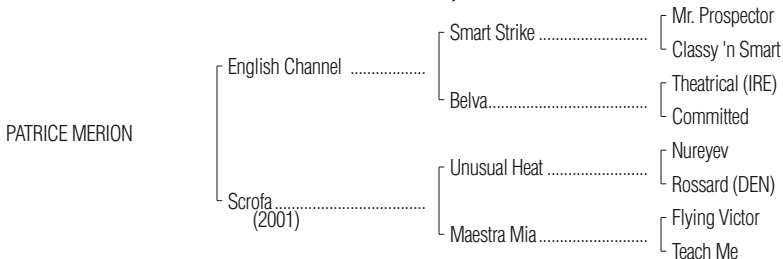 Mr. Prospector
Smart Strike ....................
Classy 'n Smart
English Channel ..................
Theatrical (IRE)
Belva..............................
Committed
PATRICE MERION
Nureyev
Unusual Heat ....................
Rossard (DEN)
Scrofa..............................
(2001)
Flying Victor
Maestra Mia.....................
Teach Me